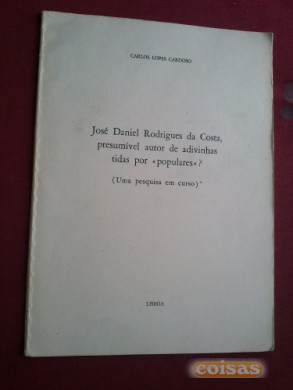 CARLOS LOPES CARDOSO
José Daniel Rodrigues da Costa,
presumível autor de adivinhas
tidas por «populares»?
(Uma pesquisa em curso)*
LISBOA
coisas